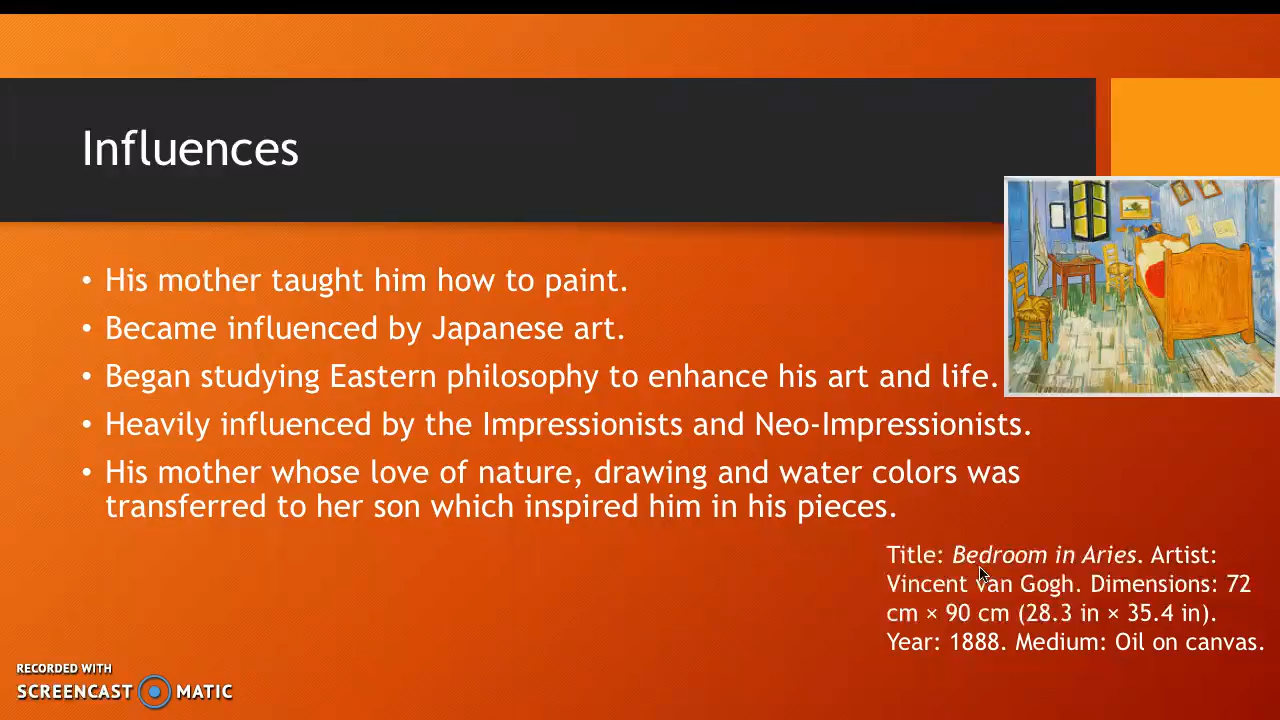 Influences
• His mother taught him how to paint.
• Became influenced by Japanese art.
• Began studying Eastern philosophy to enhance his art and life.
• Heavily influenced by the Impressionists and Neo-Impressionists.
• His mother whose love of nature, drawing and water colors was
transferred to her son which inspired him in his pieces.
Title: Bedroom in Aries. Artist:
Vincent van Gogh. Dimensions: 72
cm × 90 cm (28.3 in × 35.4 in).
Year: 1888. Medium: Oil on canvas.
RECORDED WITH
SCREENCAST MATIC